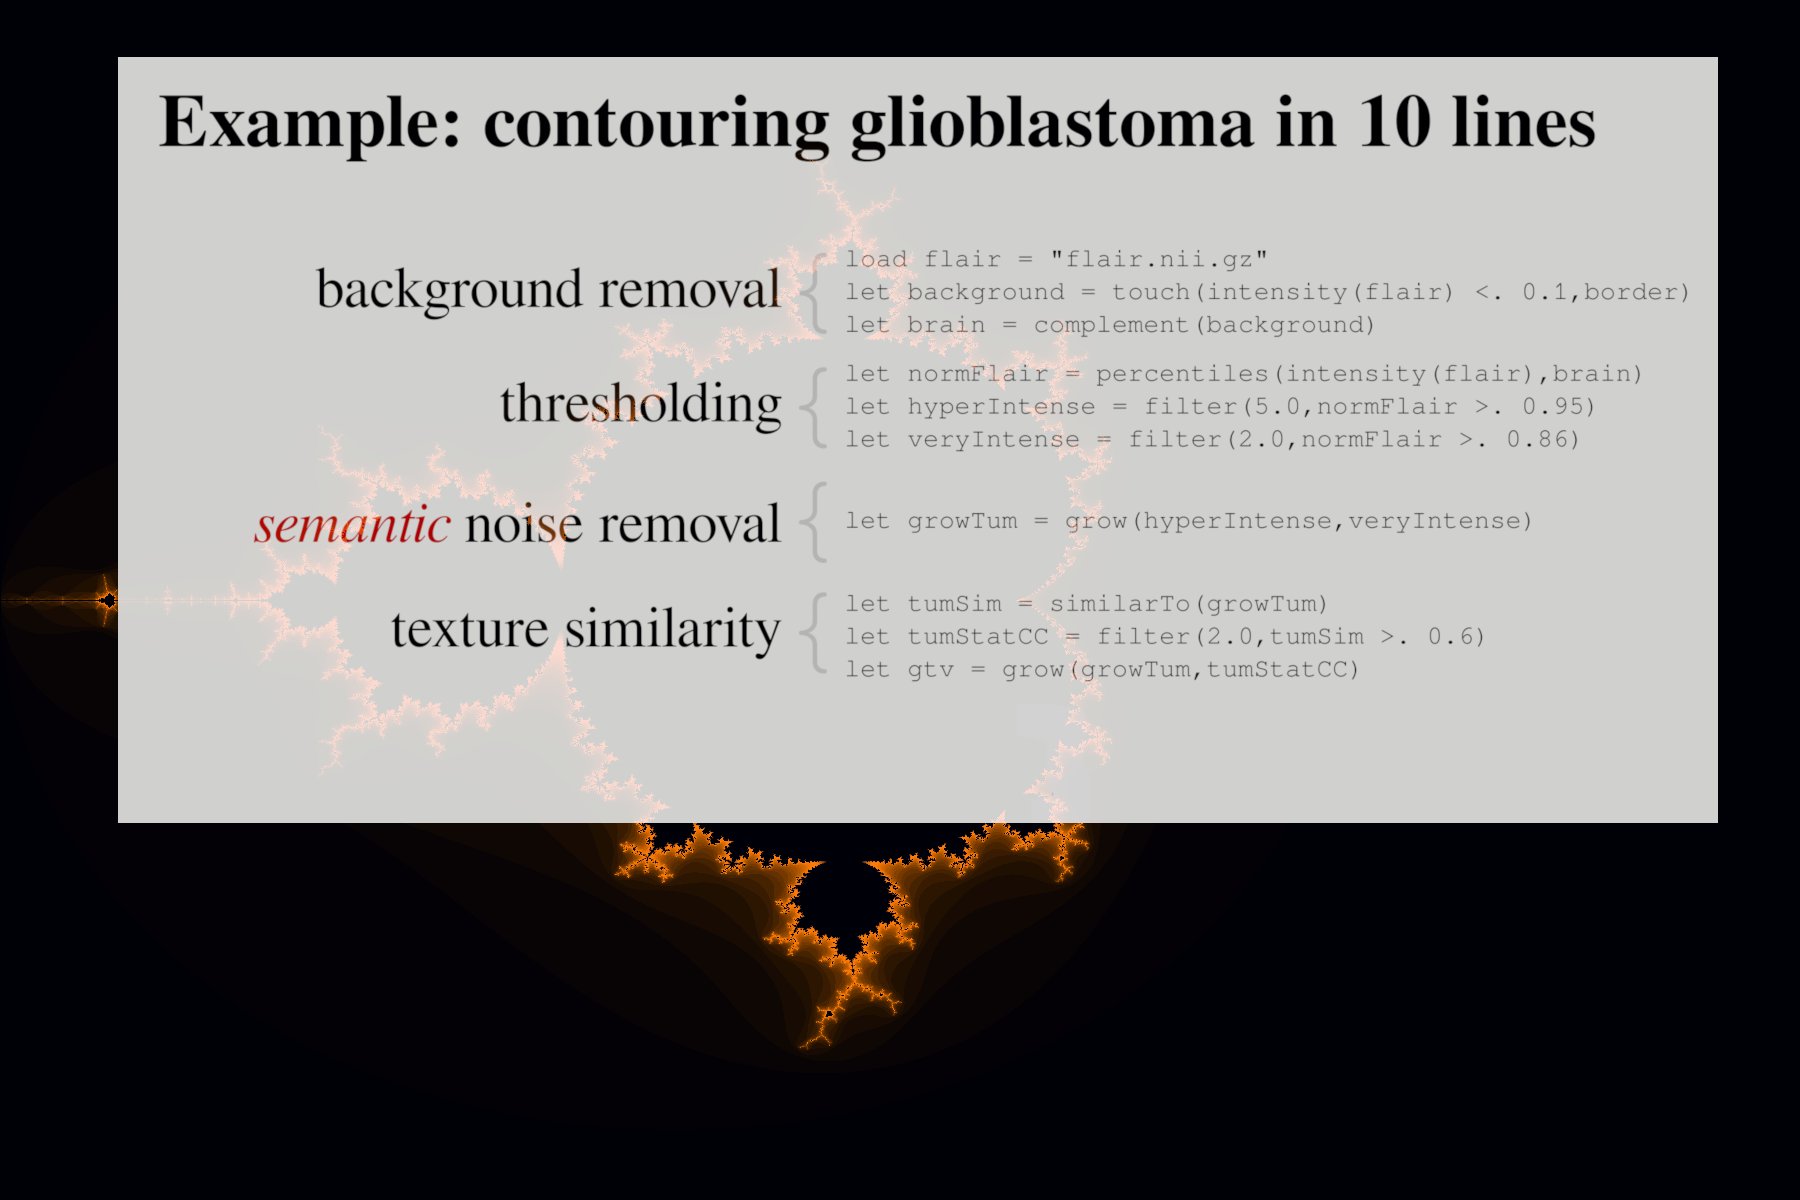 Example: contouring glioblastoma in 10 lines
background removal
load flair = "flair.nii.gz"
let background = touch(intensity(flair) <. 0.1,border)
let brain = complement(background)
thresholding
let normFlair = percentiles(intensity(flair),brain)
let hyperIntense = filter(5.0,normFlair >. 0.95)
let veryIntense = filter(2.0,normFlair >. 0.86)
semantic noise removal
let growTum = grow(hyperIntense,veryIntense)
texture similarity
let tumSim = similarTo(growTum)
let tumStatCC = filter(2.0,tumSim >. 0.6)
let gtv = grow(growTum,tumStatCC)